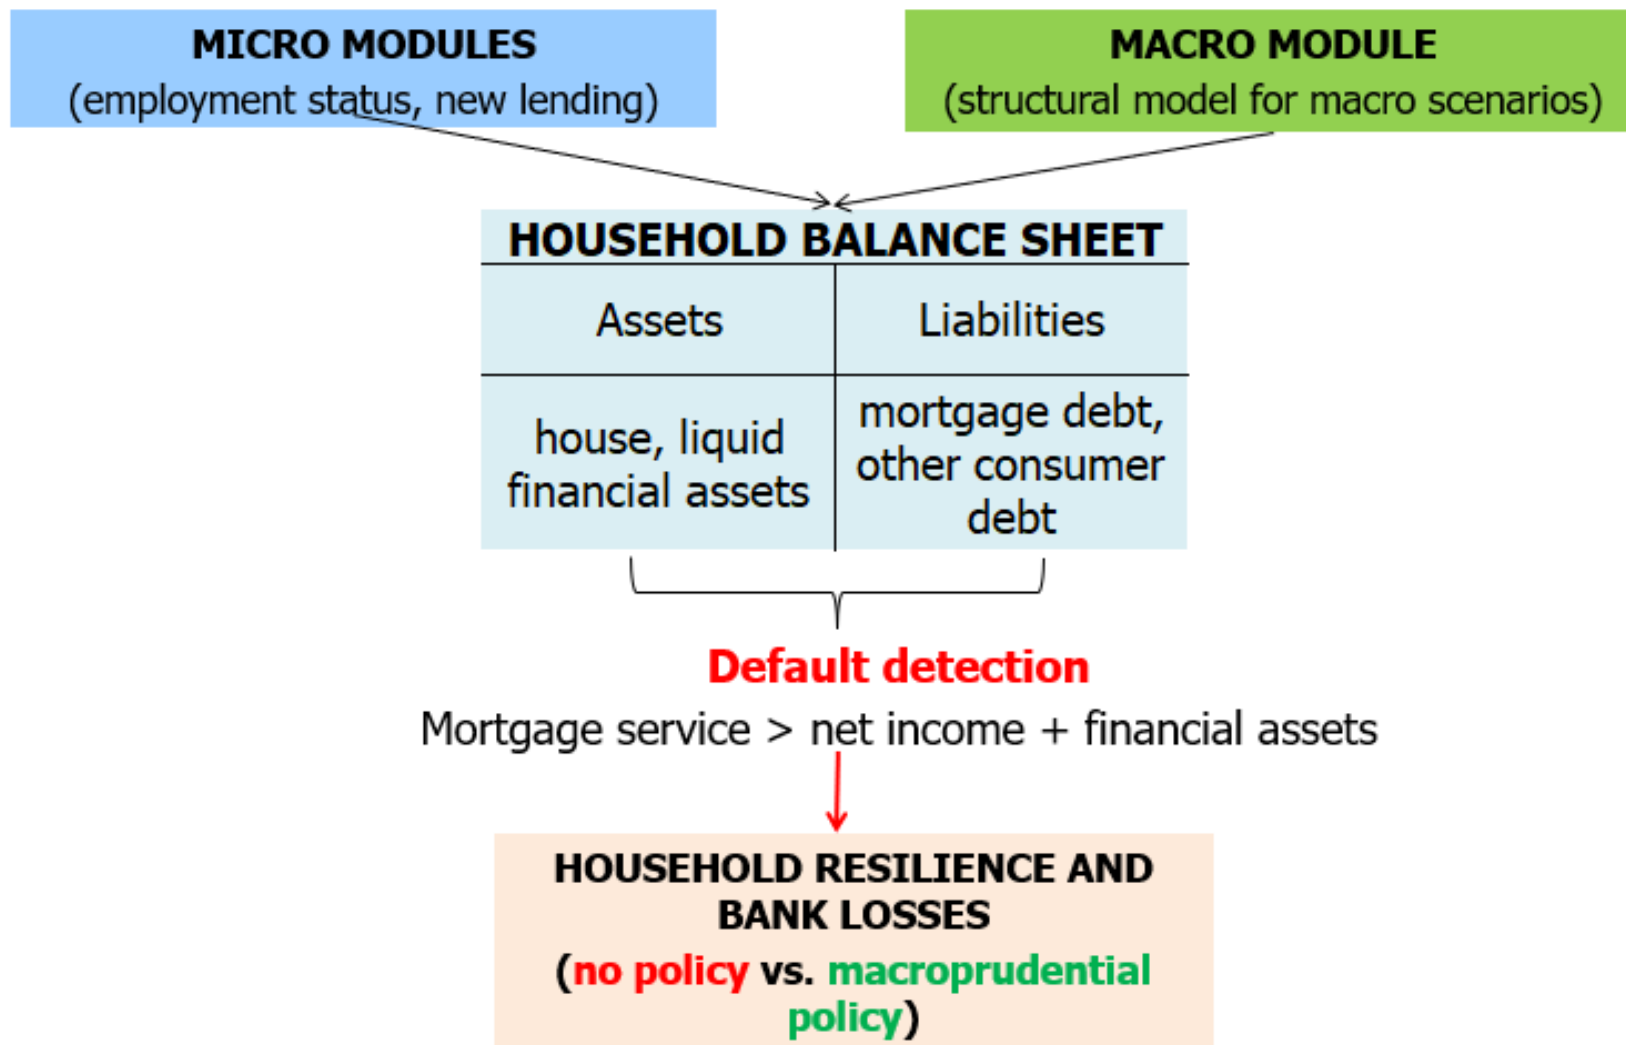 MICRO MODULES
(employment status, new lending)
MACRO MODULE
(structural model for macro scenarios)
HOUSEHOLD BALANCE SHEET
Assets
Liabilities
house, liquid
financial assets
mortgage debt,
other consumer
debt
Default detection
Mortgage service > net income + financial assets
HOUSEHOLD RESILIENCE AND
BANK LOSSES
(no policy vs. macroprudential
policy)